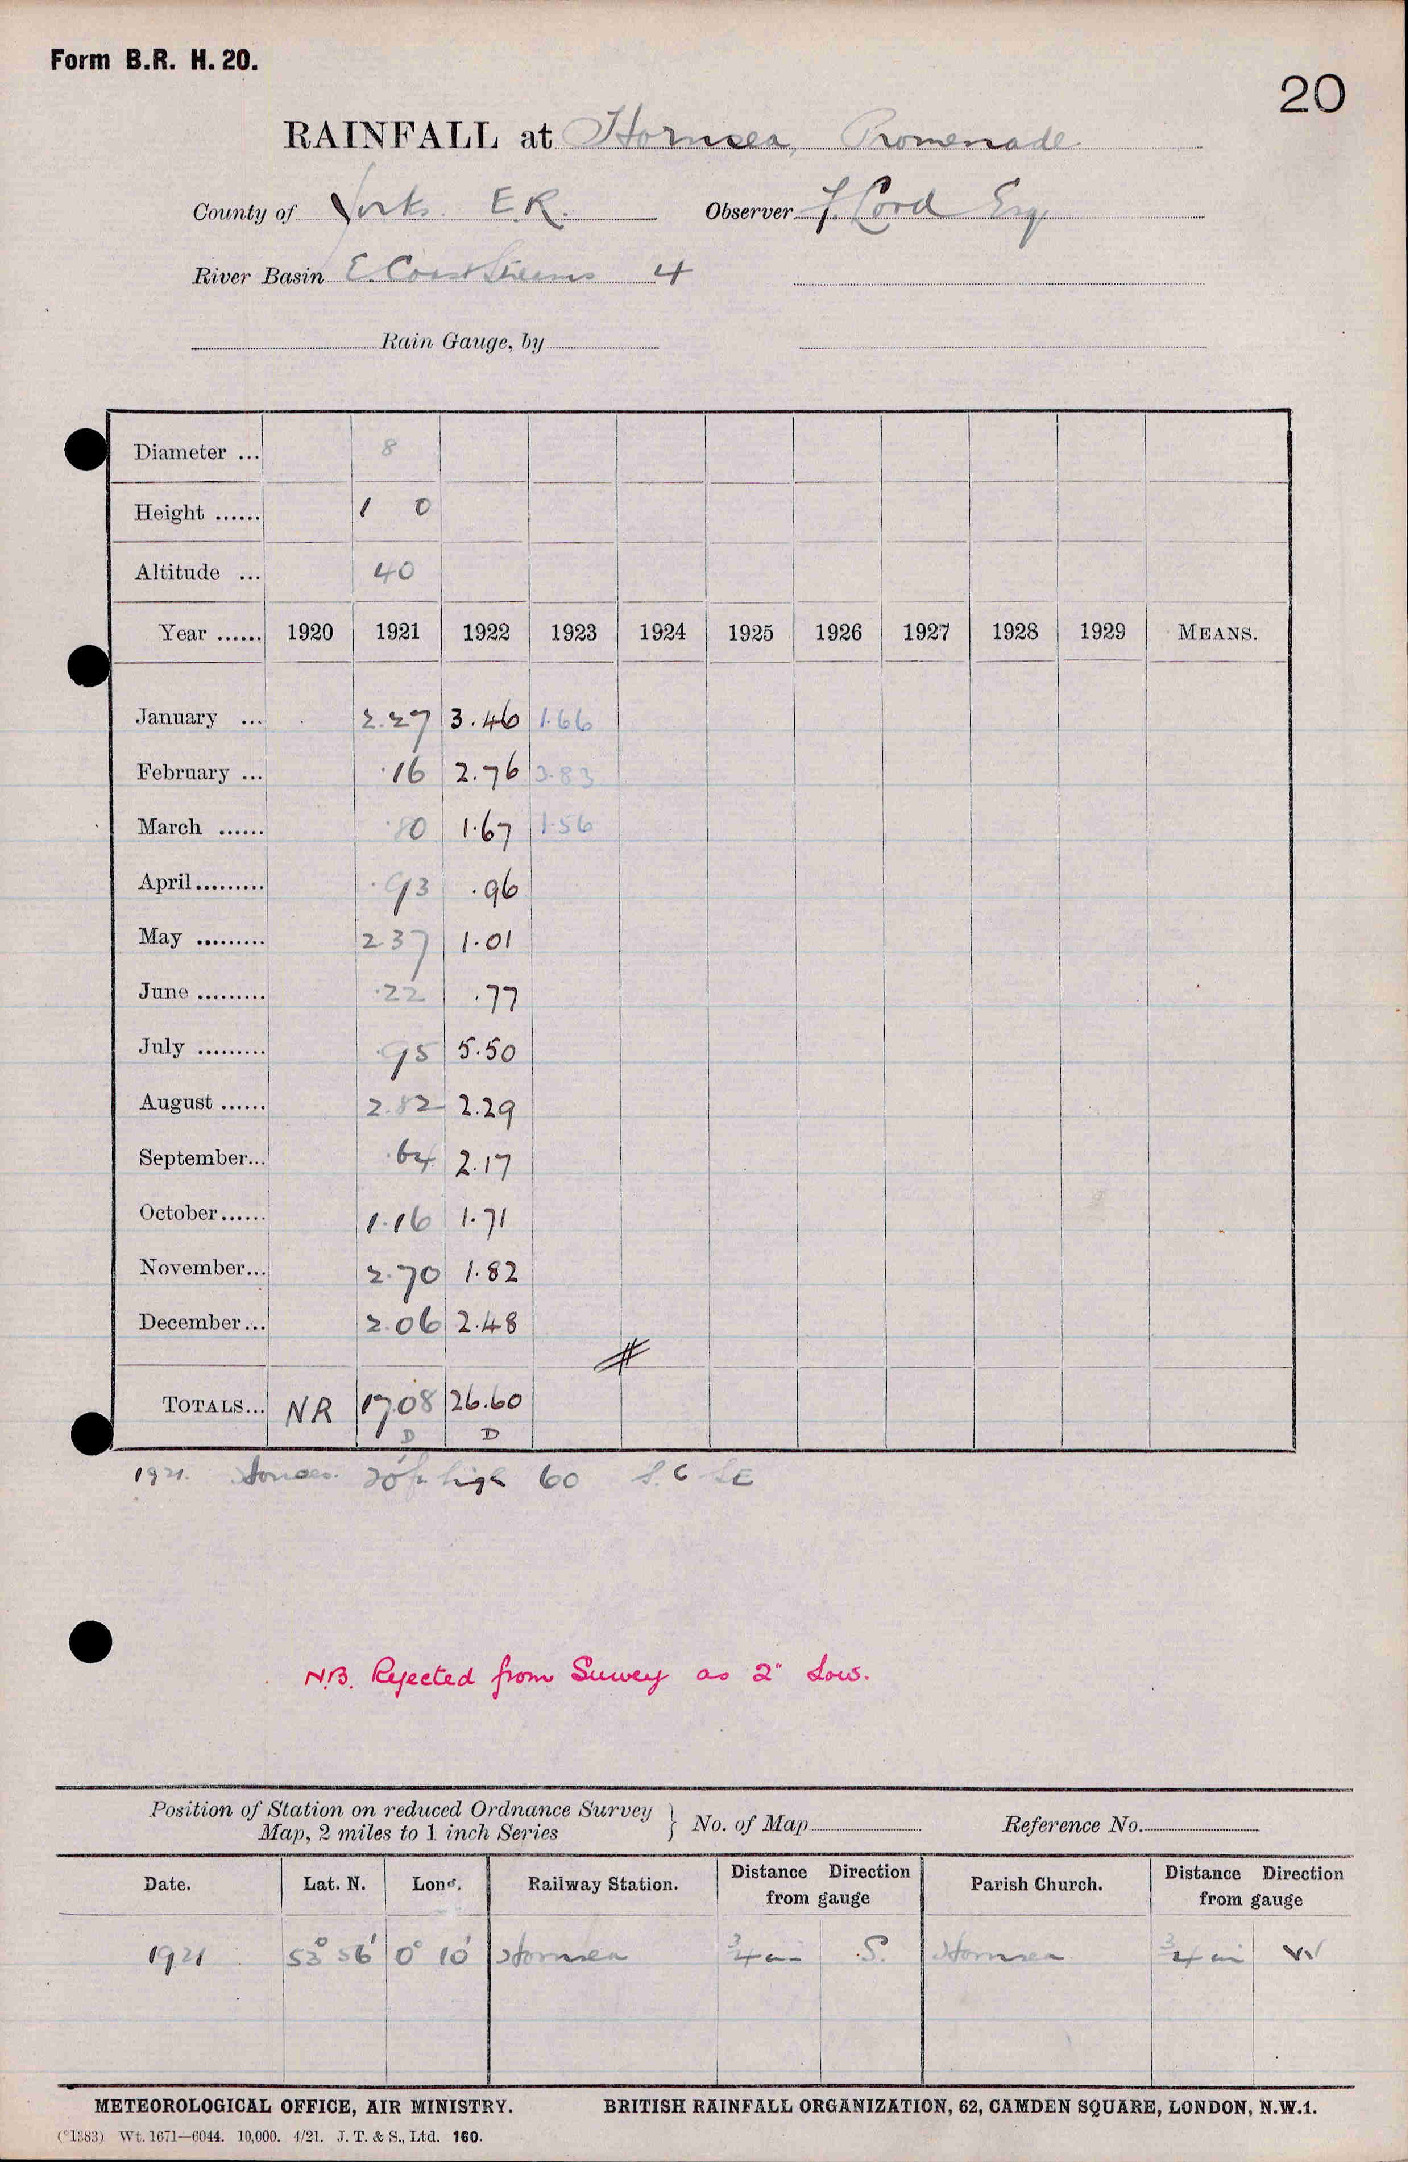 Form B.R. H. 20.
20
RAINFALL at Hornsea, Promenade.
County of Yorks. E.R. Observer F. Cord Esq
River Basin E. Coast Streams 4
Rain Gauge, by
Diameter ... 8
Height ...... 1 0
Altitude ... 40
Year ...... 1920 1921 1922 1923 1924 1925 1926 1927 1928 1929 MEANS.
January ... 2.27 3.46 1.66
February ... .16 2.76 2.83
March ...... .80 1.67 1.56
April......... .93 .96
May ......... 2.37 1.01
June ......... .22 .77
July ......... .95 5.50
August ...... 2.82 2.29
September... .64 2.17
October...... 1.16 1.71
November... 2.70 1.82
December... 2.06 2.48
TOTALS... NR 17.08 26.60
D D
1921. Houses 20 ft high 60 S. & SE
N.B. Rejected from Survey as 2" low.
Position of Station on reduced Ordnance Survey
Map, 2 miles to 1 inch Series } No. of Map Reference No.
Date. Lat. N. Long. Railway Station. Distance Direction from gauge Parish Church. Distance Direction from gauge
1921 53° 56' 0° 10' Hornsea 3/4 mi S. Hornsea 3/4 mi W
METEOROLOGICAL OFFICE, AIR MINISTRY. BRITISH RAINFALL ORGANIZATION, 62, CAMDEN SQUARE, LONDON, N.W.1.
(*1383) Wt. 1671—6044. 10,000. 4/21. J. T. & S., Ltd. 160.